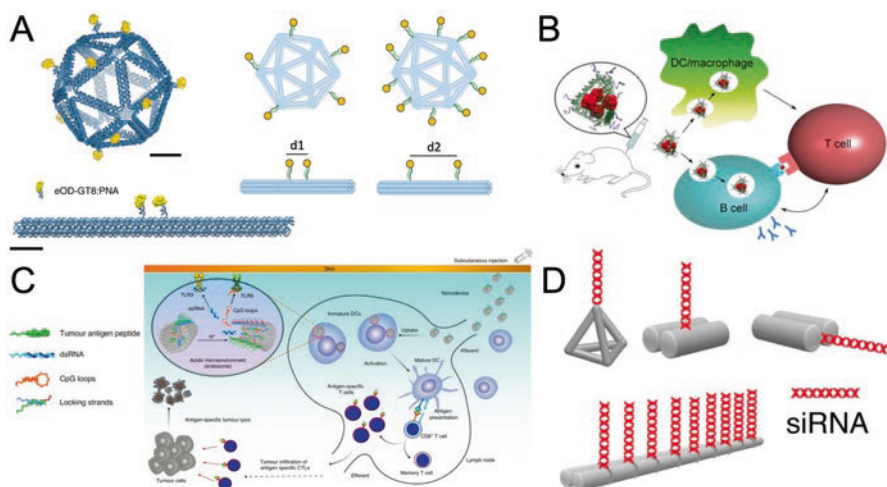 A
d1
d2
eOD-GT8:PNA
B
DC/macrophage
T cell
B cell
C
Subcutaneous injection
Skin
TLR3
TLR9
dsRNA
CpG loops
H⁺
Acidic microenvironment
(endosome)
Tumour antigen peptide
dsRNA
CpG loops
Locking strands
Immature DCs
Uptake
Nanodevice
Afferent
Activation
Mature DC
Antigen-specific
T cells
Antigen
presentation
CD8⁺ T cell
Memory T cell
Lymph node
Efferent
Antigen-specific tumour lysis
Tumour infiltration of
antigen specific CTLs
Tumour cells
D
siRNA